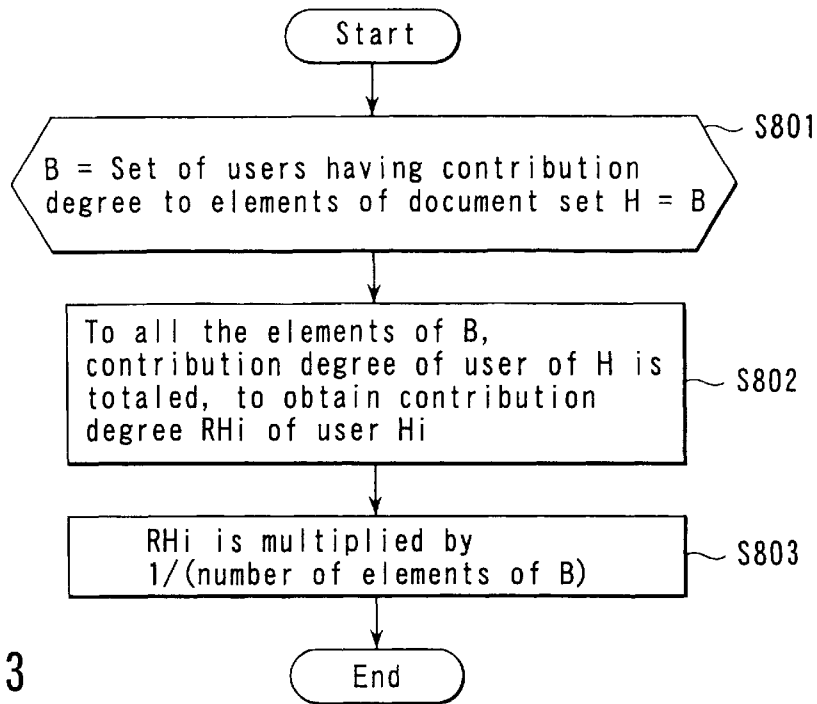 Start
S801
B = Set of users having contribution
degree to elements of document set H = B
To all the elements of B,
contribution degree of user of H is
totaled, to obtain contribution
degree RHi of user Hi
S802
RHi is multiplied by
1/(number of elements of B)
S803
End
3